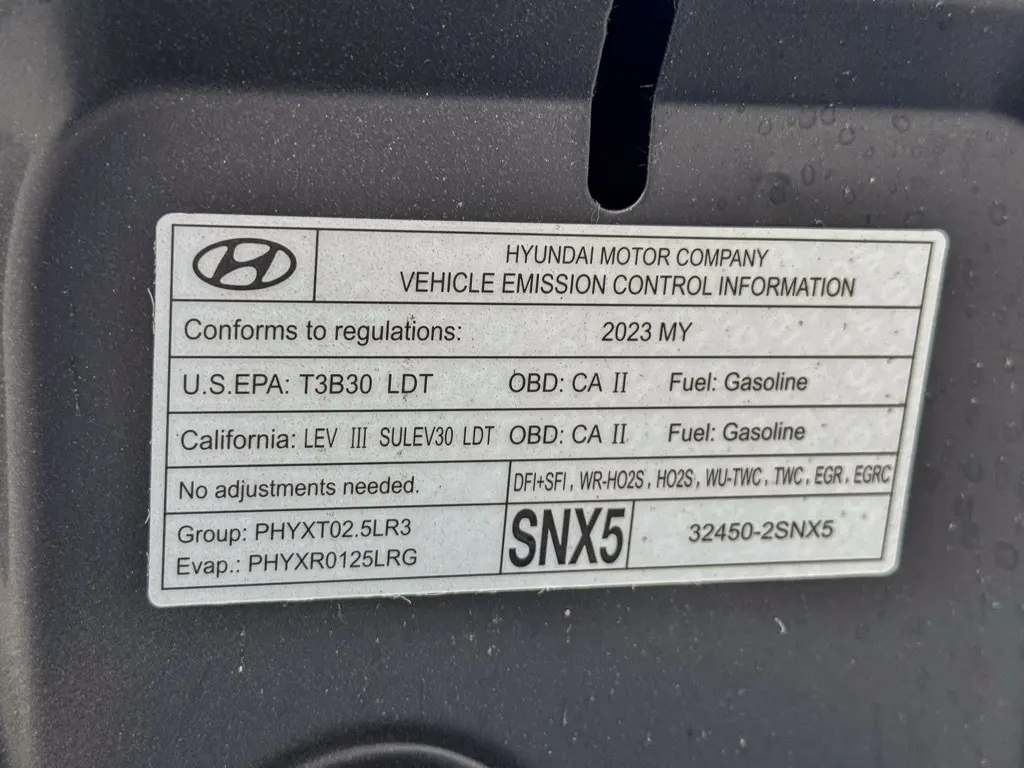 HYUNDAI MOTOR COMPANY
VEHICLE EMISSION CONTROL INFORMATION
Conforms to regulations: 2023 MY
U.S.EPA: T3B30 LDT OBD: CA II Fuel: Gasoline
California: LEV III SULEV30 LDT OBD: CA II Fuel: Gasoline
No adjustments needed. DFI+SFI, WR-HO2S, HO2S, WU-TWC, TWC, EGR, EGRC
Group: PHYXT02.5LR3
Evap.: PHYXR0125LRG
SNX5 32450-2SNX5